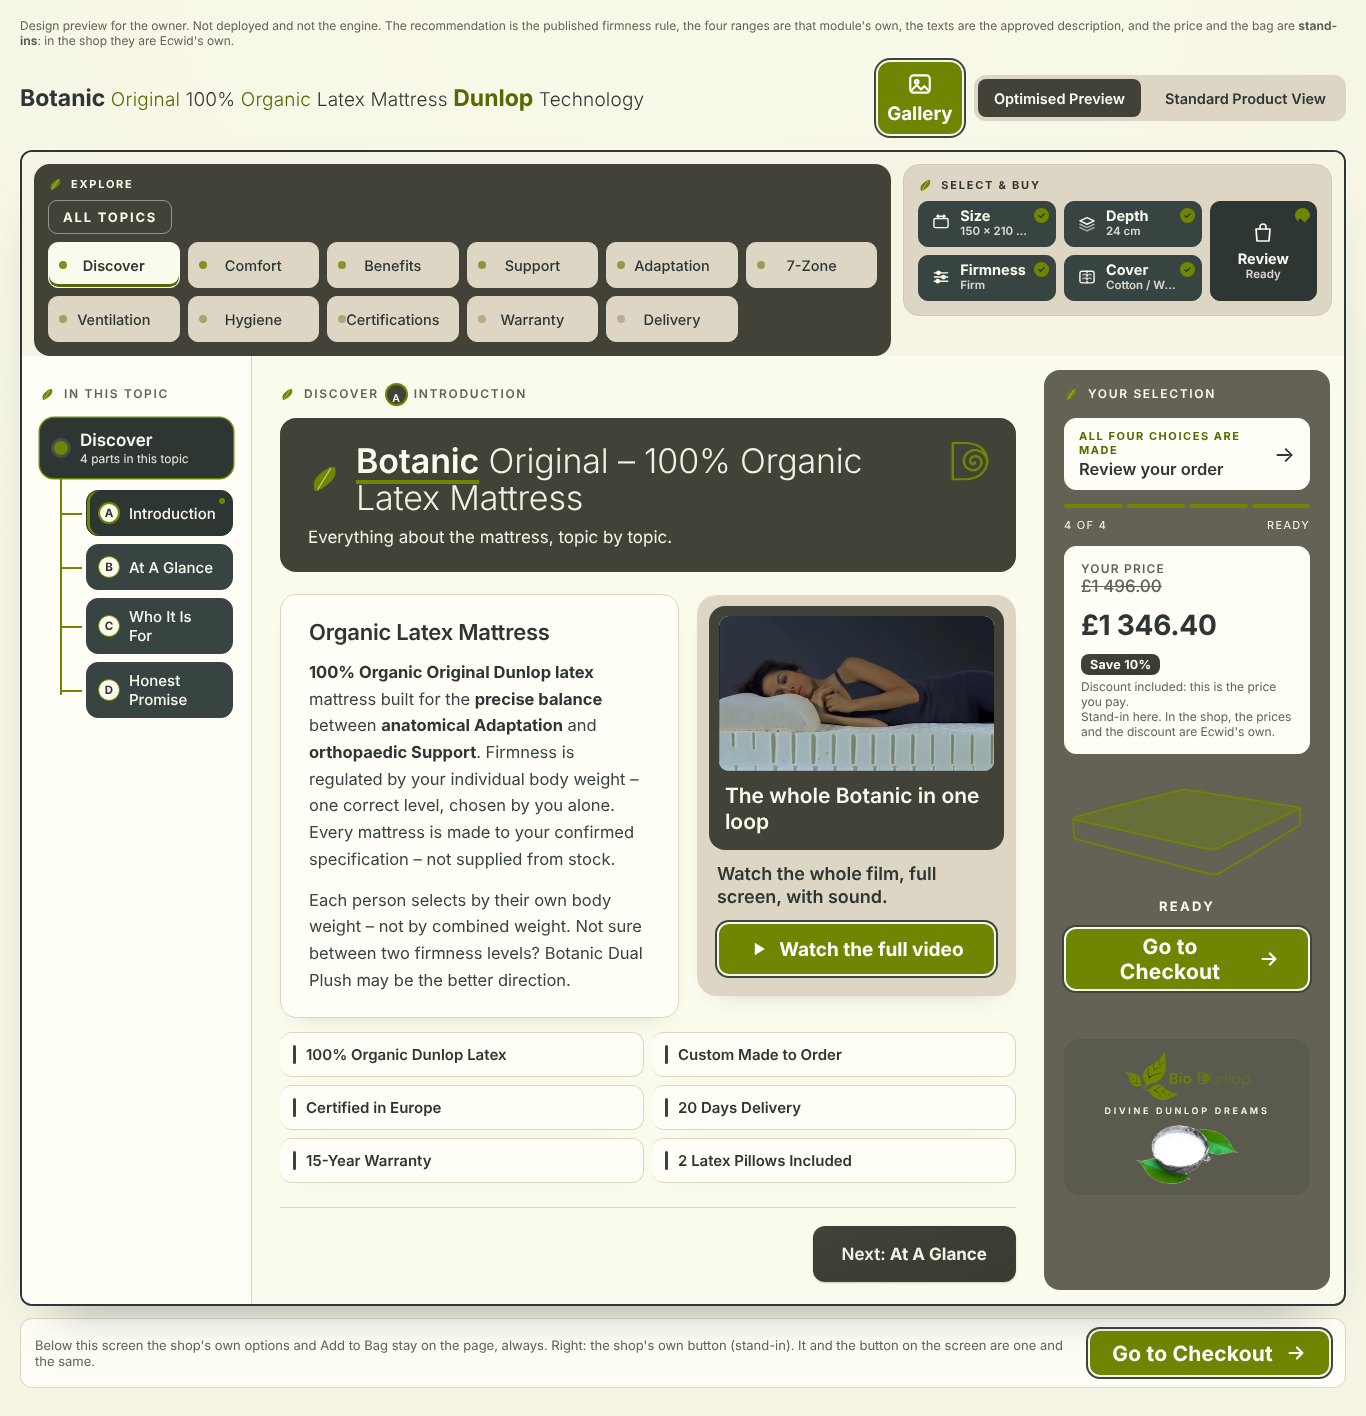 Design preview for the owner. Not deployed and not the engine. The recommendation is the published firmness rule, the four ranges are that module's own, the texts are the approved description, and the price and the bag are stand-
ins: in the shop they are Ecwid's own.
Botanic Original 100% Organic Latex Mattress Dunlop Technology
Gallery
Optimised Preview
Standard Product View
EXPLORE
ALL TOPICS
Discover
Comfort
Benefits
Support
Adaptation
7-Zone
Ventilation
Hygiene
Certifications
Warranty
Delivery
SELECT & BUY
Size
150 × 210 ...
Depth
24 cm
Firmness
Firm
Cover
Cotton / W...
Review
Ready
IN THIS TOPIC
Discover
4 parts in this topic
A Introduction
B At A Glance
C Who It Is
For
D Honest
Promise
DISCOVER A INTRODUCTION
Botanic Original – 100% Organic
Latex Mattress
Everything about the mattress, topic by topic.
Organic Latex Mattress
100% Organic Original Dunlop latex
mattress built for the precise balance
between anatomical Adaptation and
orthopaedic Support. Firmness is
regulated by your individual body weight –
one correct level, chosen by you alone.
Every mattress is made to your confirmed
specification – not supplied from stock.
Each person selects by their own body
weight – not by combined weight. Not sure
between two firmness levels? Botanic Dual
Plush may be the better direction.
The whole Botanic in one
loop
Watch the whole film, full
screen, with sound.
Watch the full video
100% Organic Dunlop Latex
Custom Made to Order
Certified in Europe
20 Days Delivery
15-Year Warranty
2 Latex Pillows Included
Next: At A Glance
YOUR SELECTION
ALL FOUR CHOICES ARE
MADE
Review your order
4 OF 4
READY
YOUR PRICE
£1 496.00
£1 346.40
Save 10%
Discount included: this is the price
you pay.
Stand-in here. In the shop, the prices
and the discount are Ecwid's own.
READY
Go to
Checkout
Bio Dunlop
DIVINE DUNLOP DREAMS
Below this screen the shop's own options and Add to Bag stay on the page, always. Right: the shop's own button (stand-in). It and the button on the screen are one and
the same.
Go to Checkout